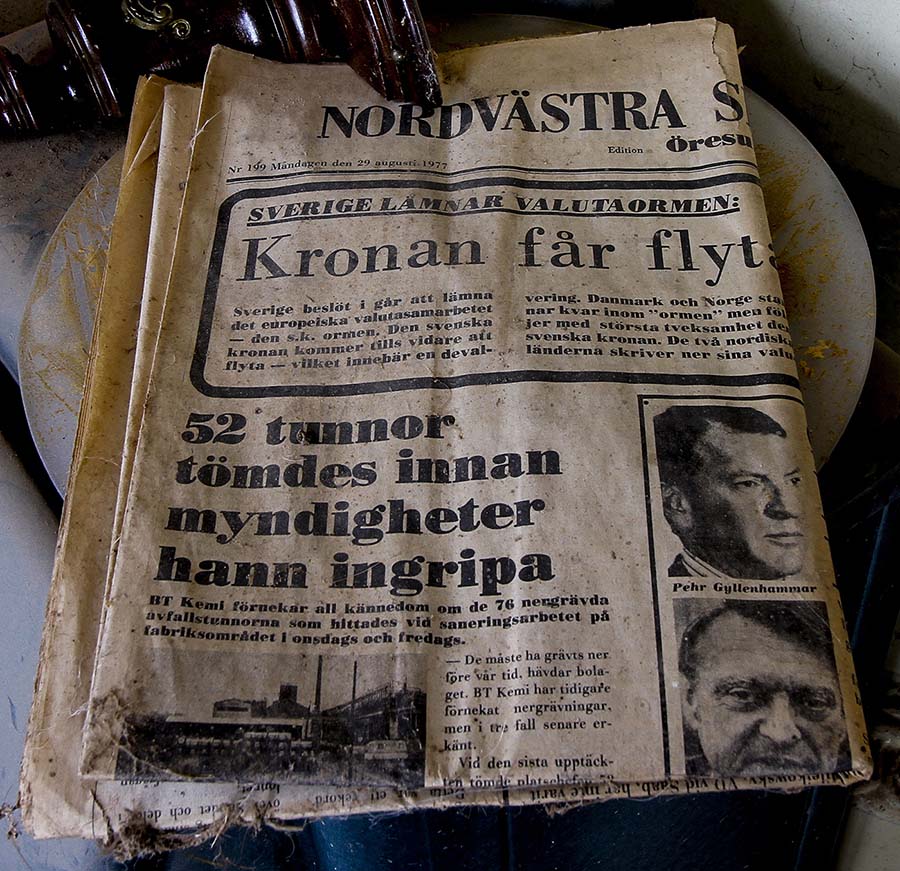 NORDVÄSTRA S
Öresu
Edition
Nr 199 Måndagen den 29 augusti 1977
SVERIGE LÄMNAR VALUTAORMEN:
Kronan får flyta
Sverige beslöt i går att lämna
det europeiska valutasamarbetet
— den s.k. ormen. Den svenska
kronan kommer tills vidare att
flyta — vilket innebär en deval-
vering. Danmark och Norge sta
nar kvar inom "ormen" men föl
jer med största tveksamhet de
svenska kronan. De två nordisk
länderna skriver ner sina valu
52 tunnor
tömdes innan
myndigheter
hann ingripa
BT Kemi förnekar all kännedom om de 76 nergrävda
avfallstunnorna som hittades vid saneringsarbetet på
fabriksområdet i onsdags och fredags.
— De måste ha grävts ner
före vår tid, hävdar bola-
get. BT Kemi har tidigare
förnekat nergrävningar,
men i tre fall senare er-
känt.
Vid den sista upptäck-
ten tömde platschefen 52
Pehr Gyllenhammar